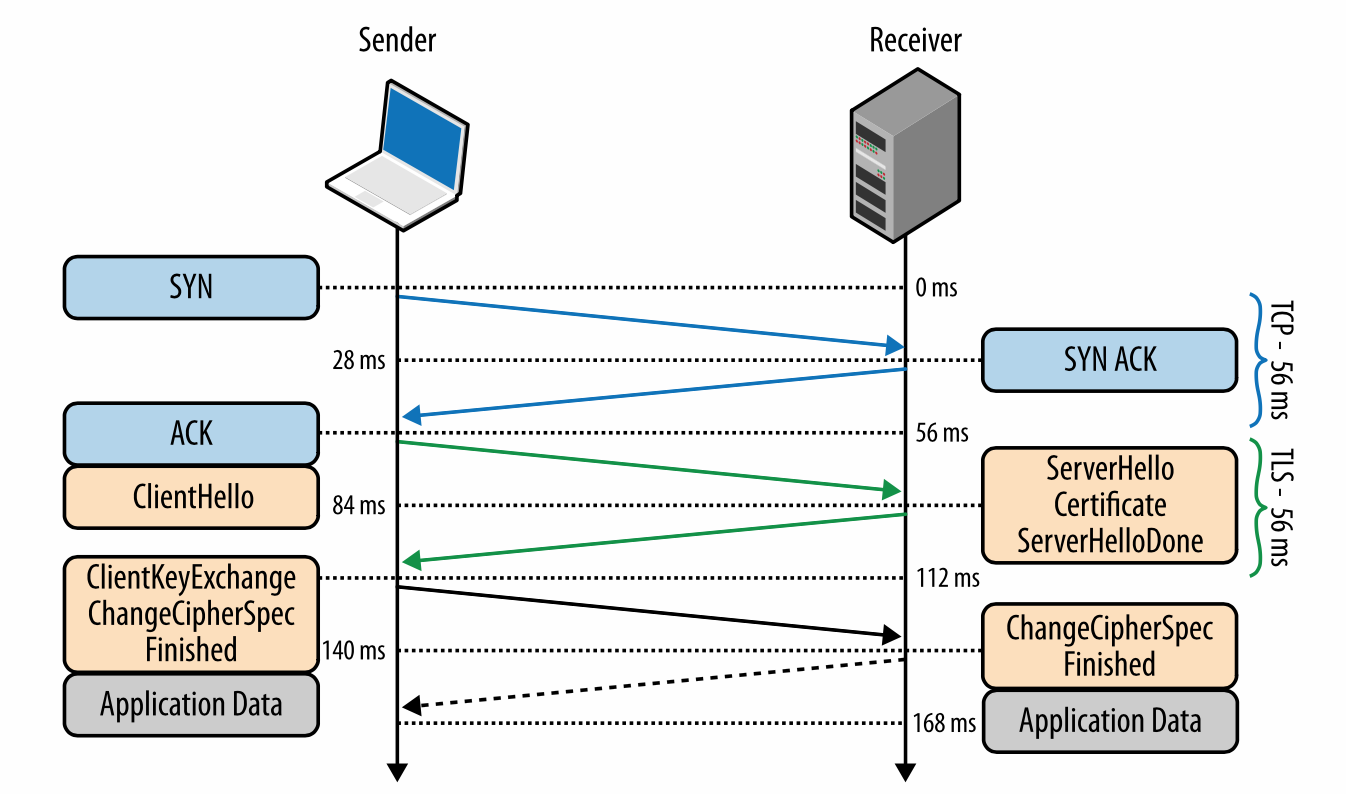 Sender
Receiver
SYN
0 ms
28 ms
SYN ACK
TCP - 56 ms
ACK
56 ms
ClientHello
84 ms
ServerHello
Certificate
ServerHelloDone
TLS - 56 ms
ClientKeyExchange
ChangeCipherSpec
Finished
112 ms
140 ms
ChangeCipherSpec
Finished
Application Data
168 ms
Application Data